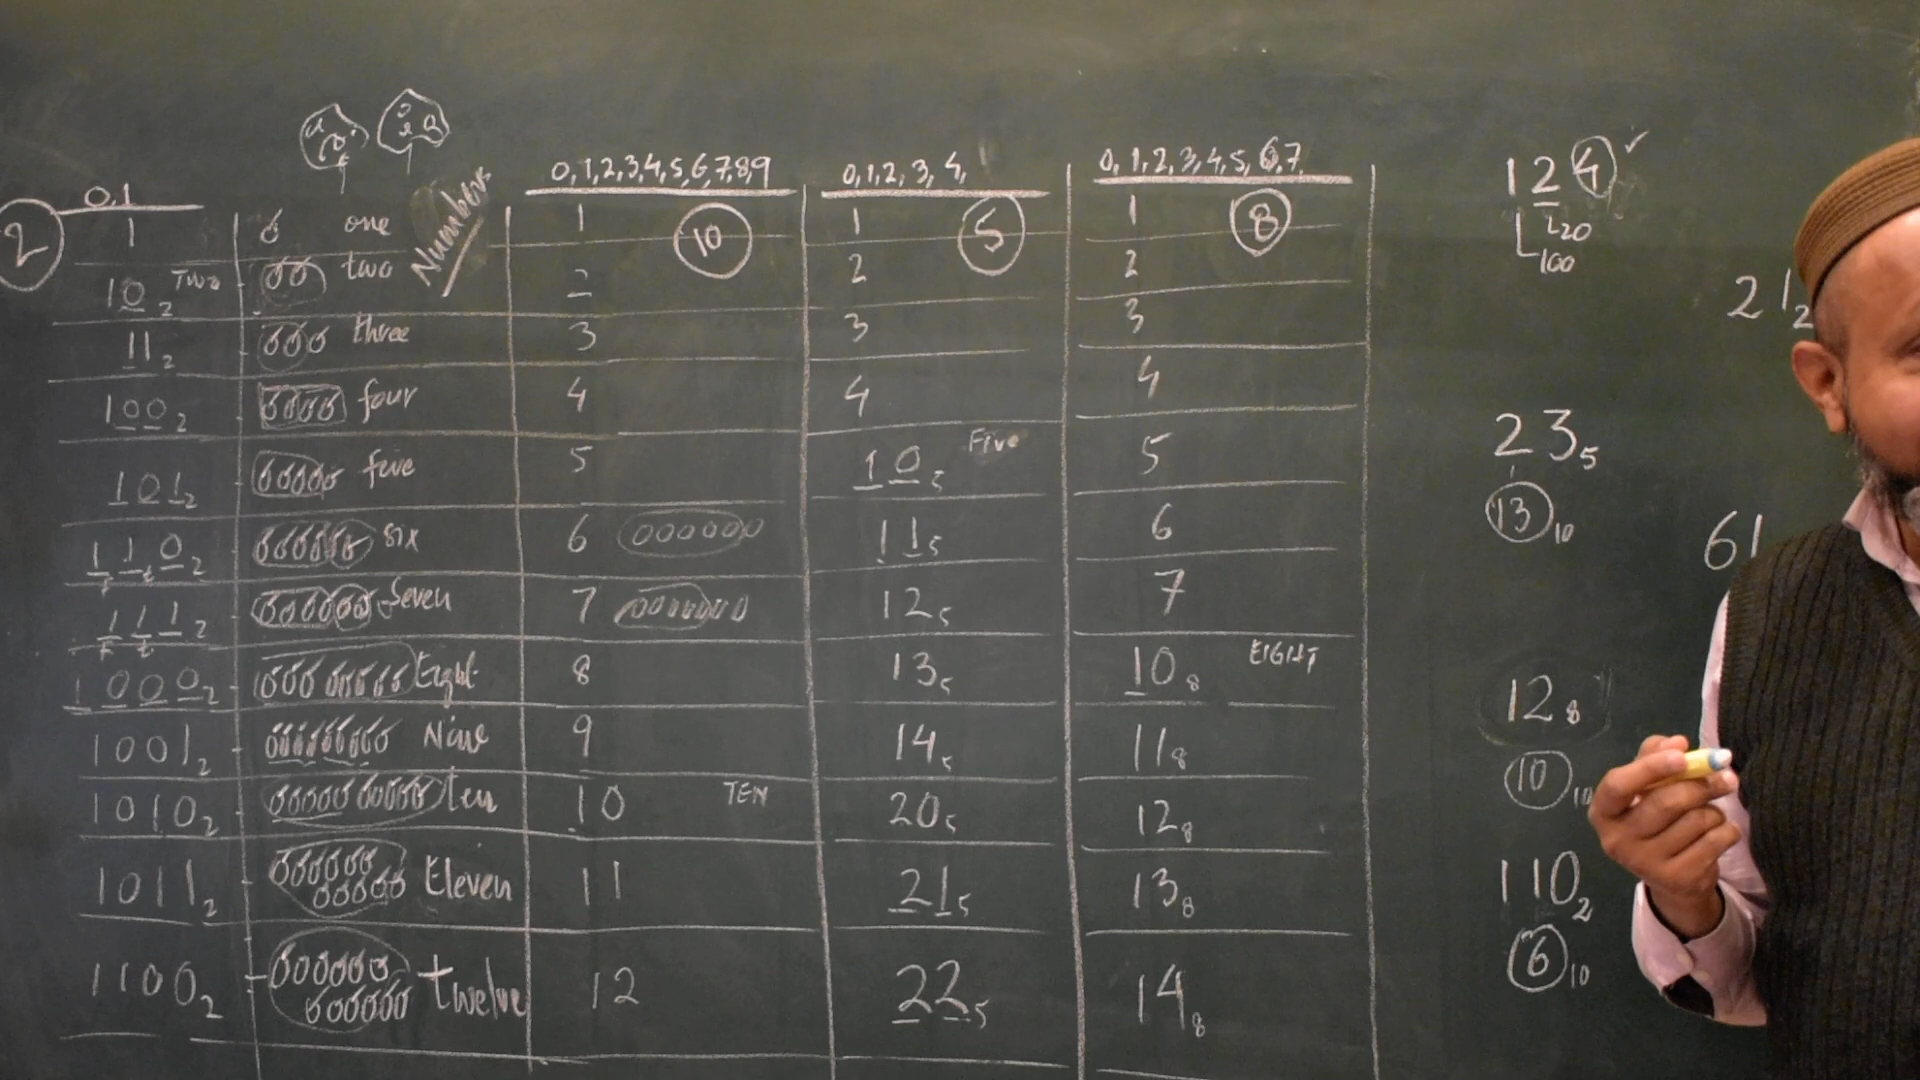 0,1
0,1,2,3,4,5,6,7,8,9
0,1,2,3,4,
0,1,2,3,4,5,6,7,
Numbers
2
10
5
8
1 one 1 1 1
10₂ TWO two 2 2 2
11₂ three 3 3 3
100₂ four 4 4 4
101₂ five 5 10₅ Five 5
110₂ six 6 11₅ 6
111₂ Seven 7 12₅ 7
1000₂ Eight 8 13₅ 10₈ EIGHT
1001₂ Nine 9 14₅ 11₈
1010₂ ten 10 TEN 20₅ 12₈
1011₂ Eleven 11 21₅ 13₈
1100₂ twelve 12 22₅ 14₈
124
20
100
23₅
13₁₀
12₈
10₁₀
110₂
6₁₀
61